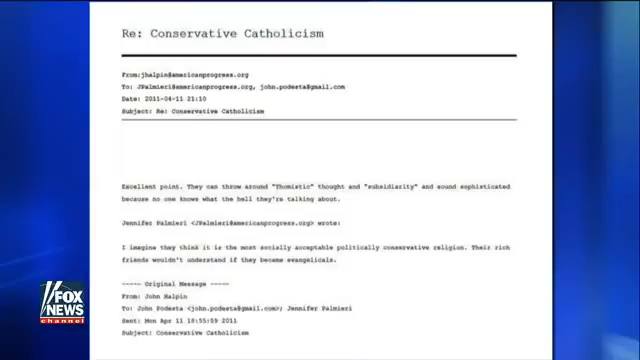 Re: Conservative Catholicism
From:jhalpin@americanprogress.org
To: JPalmieri@americanprogress.org, john.podesta@gmail.com
Date: 2011-04-11 21:10
Subject: Re: Conservative Catholicism
Excellent point. They can throw around "Thomistic" thought and "subsidiarity" and sound sophisticated
because no one knows what the hell they're talking about.
Jennifer Palmieri <JPalmieri@americanprogress.org> wrote:
I imagine they think it is the most socially acceptable politically conservative religion. Their rich
friends wouldn't understand if they became evangelicals.
----- Original Message -----
From: John Halpin
To: John Podesta <john.podesta@gmail.com>; Jennifer Palmieri
Sent: Mon Apr 11 18:55:59 2011
Subject: Conservative Catholicism
FOX
NEWS
channel